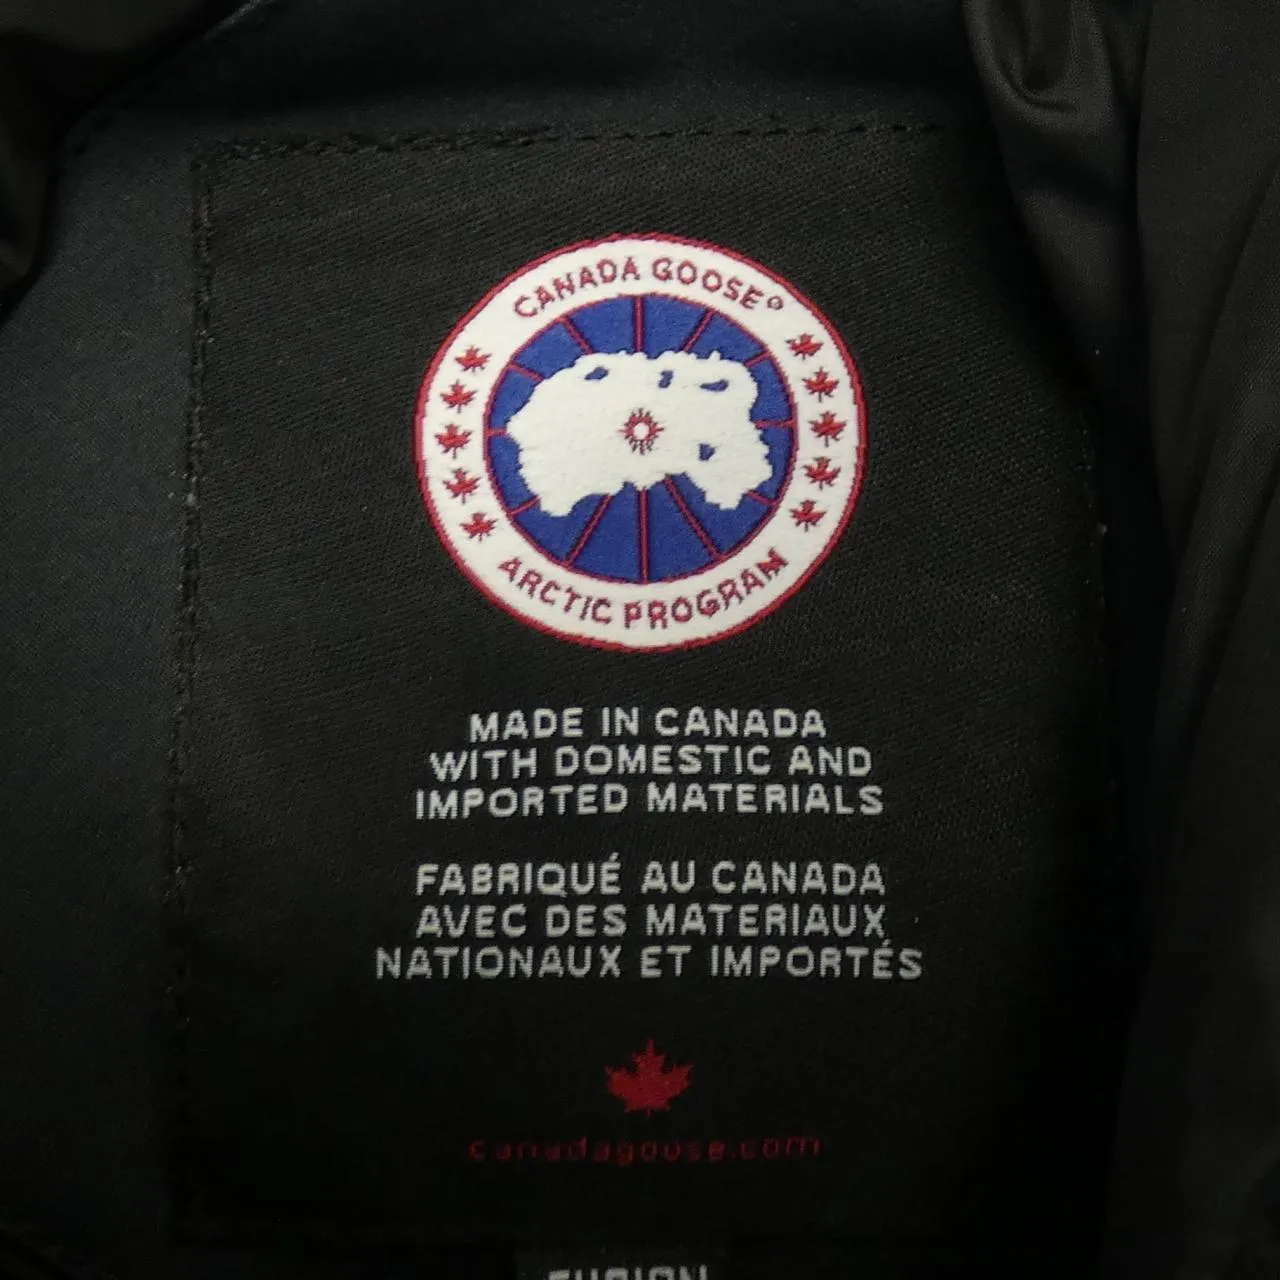 CANADA GOOSE®
ARCTIC PROGRAM
MADE IN CANADA
WITH DOMESTIC AND
IMPORTED MATERIALS
FABRIQUÉ AU CANADA
AVEC DES MATERIAUX
NATIONAUX ET IMPORTÉS
canadagouse.com
FUSION